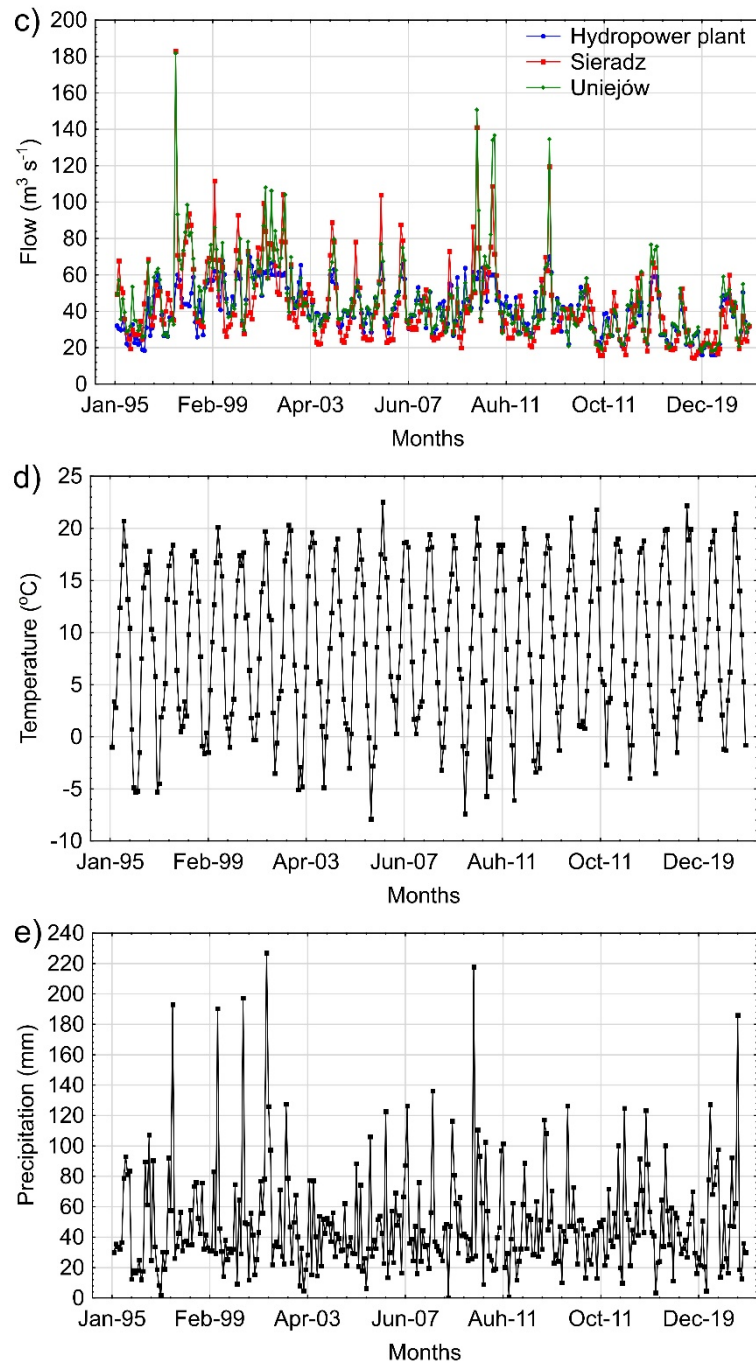 c)
200
180
160
140
120
100
80
60
40
20
0
Flow (m³ s⁻¹)
Hydropower plant
Sieradz
Uniejów
Jan-95 Feb-99 Apr-03 Jun-07 Auh-11 Oct-11 Dec-19
Months
d)
25
20
15
10
5
0
-5
-10
Temperature (ºC)
Jan-95 Feb-99 Apr-03 Jun-07 Auh-11 Oct-11 Dec-19
Months
e)
240
220
200
180
160
140
120
100
80
60
40
20
0
Precipitation (mm)
Jan-95 Feb-99 Apr-03 Jun-07 Auh-11 Oct-11 Dec-19
Months